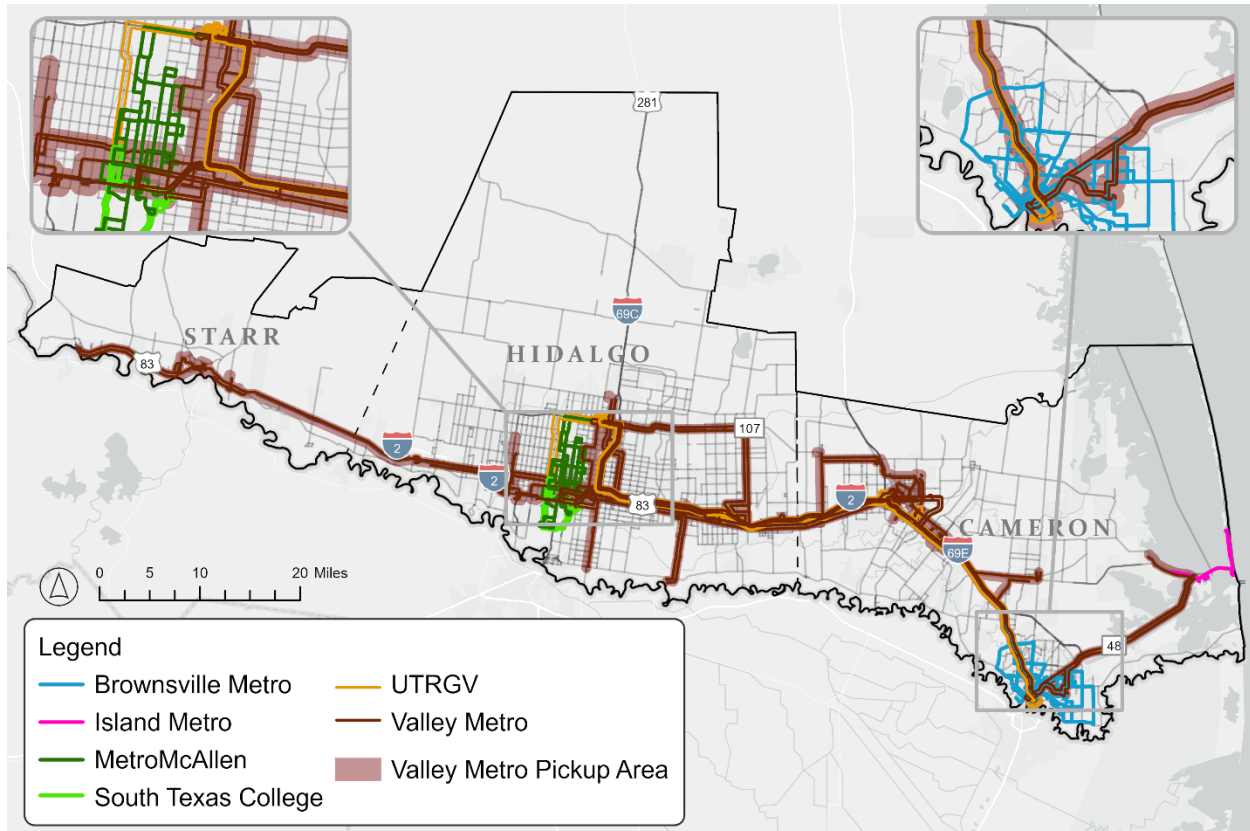 281
69C
STARR
HIDALGO
83
107
2
2
2
83
CAMERON
69E
48
0 5 10 20 Miles
Legend
Brownsville Metro
Island Metro
MetroMcAllen
South Texas College
UTRGV
Valley Metro
Valley Metro Pickup Area